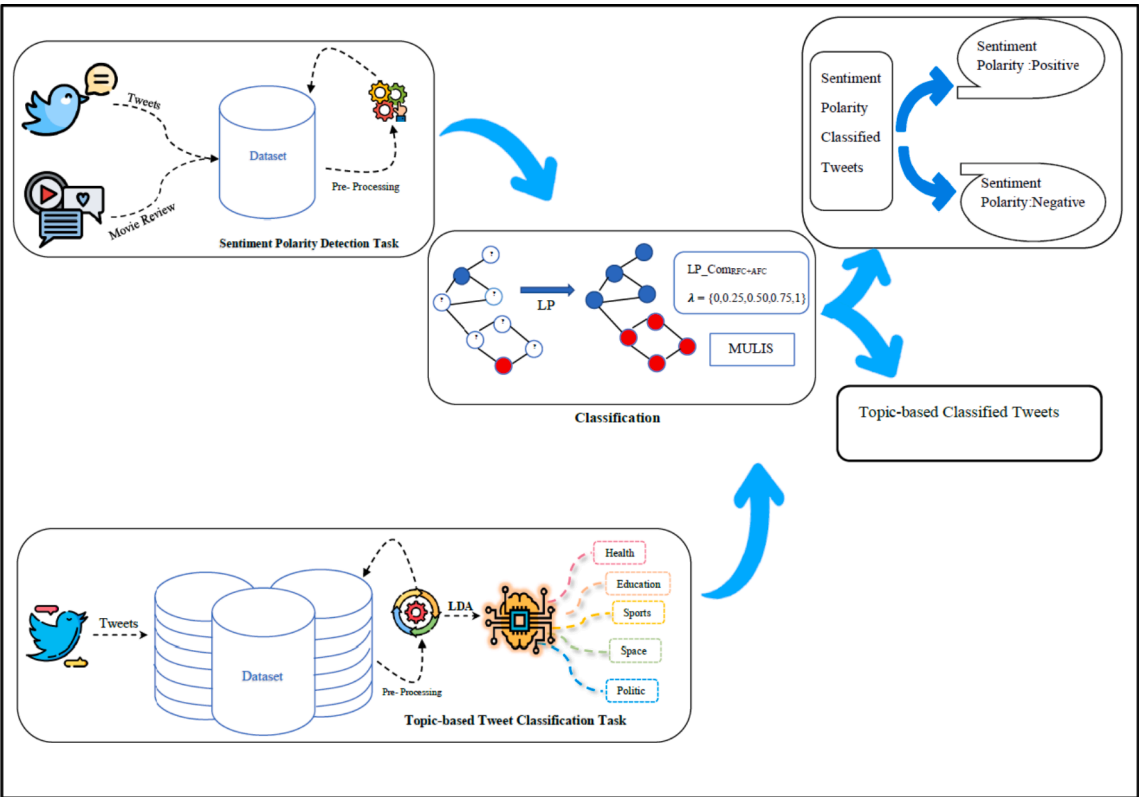 Tweets
Movie Review
Dataset
Pre- Processing
Sentiment Polarity Detection Task
?
?
?
?
?
?
LP
LP_ComRFC+AFC
λ = {0,0.25,0.50,0.75,1}
MULIS
Classification
Sentiment
Polarity
Classified
Tweets
Sentiment
Polarity :Positive
Sentiment
Polarity:Negative
Topic-based Classified Tweets
Tweets
Dataset
Pre- Processing
LDA
Health
Education
Sports
Space
Politic
Topic-based Tweet Classification Task